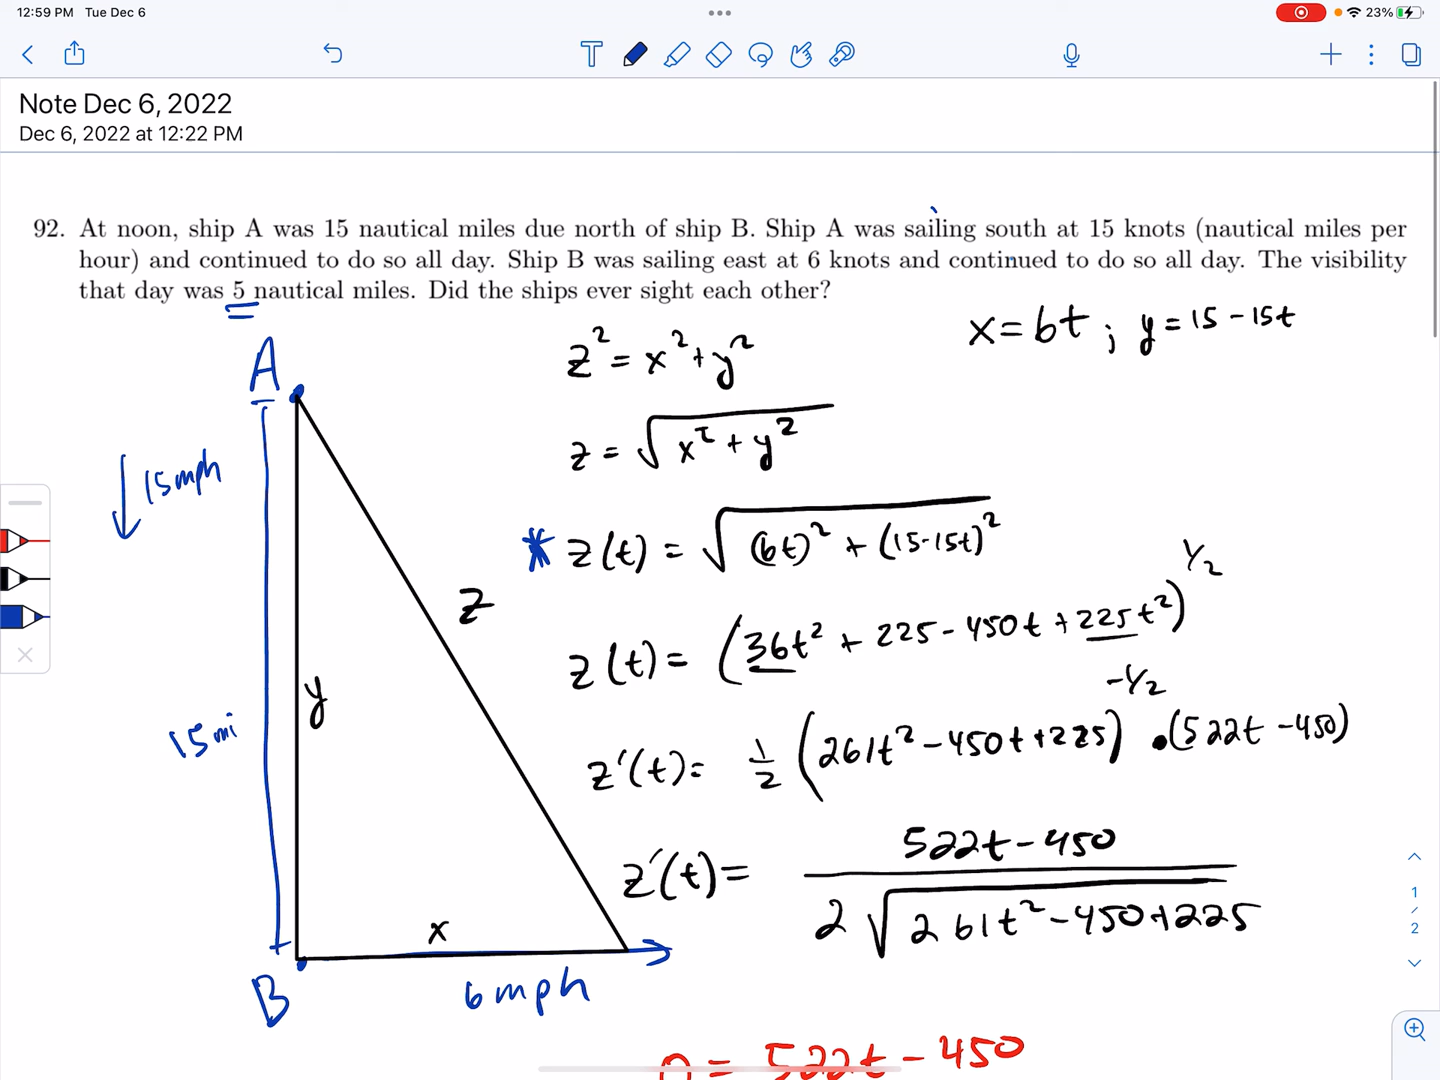 12:59 PM Tue Dec 6
23%
T
Note Dec 6, 2022
Dec 6, 2022 at 12:22 PM
92. At noon, ship A was 15 nautical miles due north of ship B. Ship A was sailing south at 15 knots (nautical miles per
hour) and continued to do so all day. Ship B was sailing east at 6 knots and continued to do so all day. The visibility
that day was 5 nautical miles. Did the ships ever sight each other?
x = 6t ; y = 15 - 15t
A
z² = x² + y²
z = √(x² + y²)
15mph
* z(t) = √((6t)² + (15-15t)²)
z
z(t) = (36t² + 225 - 450t + 225t²)^1/2
y
15mi
z'(t) = 1/2 (261t² - 450t + 225)^-1/2 · (522t - 450)
z'(t) = (522t - 450) / (2√(261t² - 450+225))
x
B
6mph
0 = 522t - 450
1
/
2